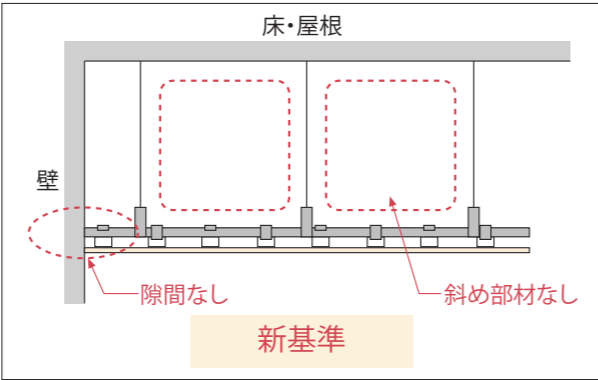 床・屋根
壁
隙間なし
斜め部材なし
新基準